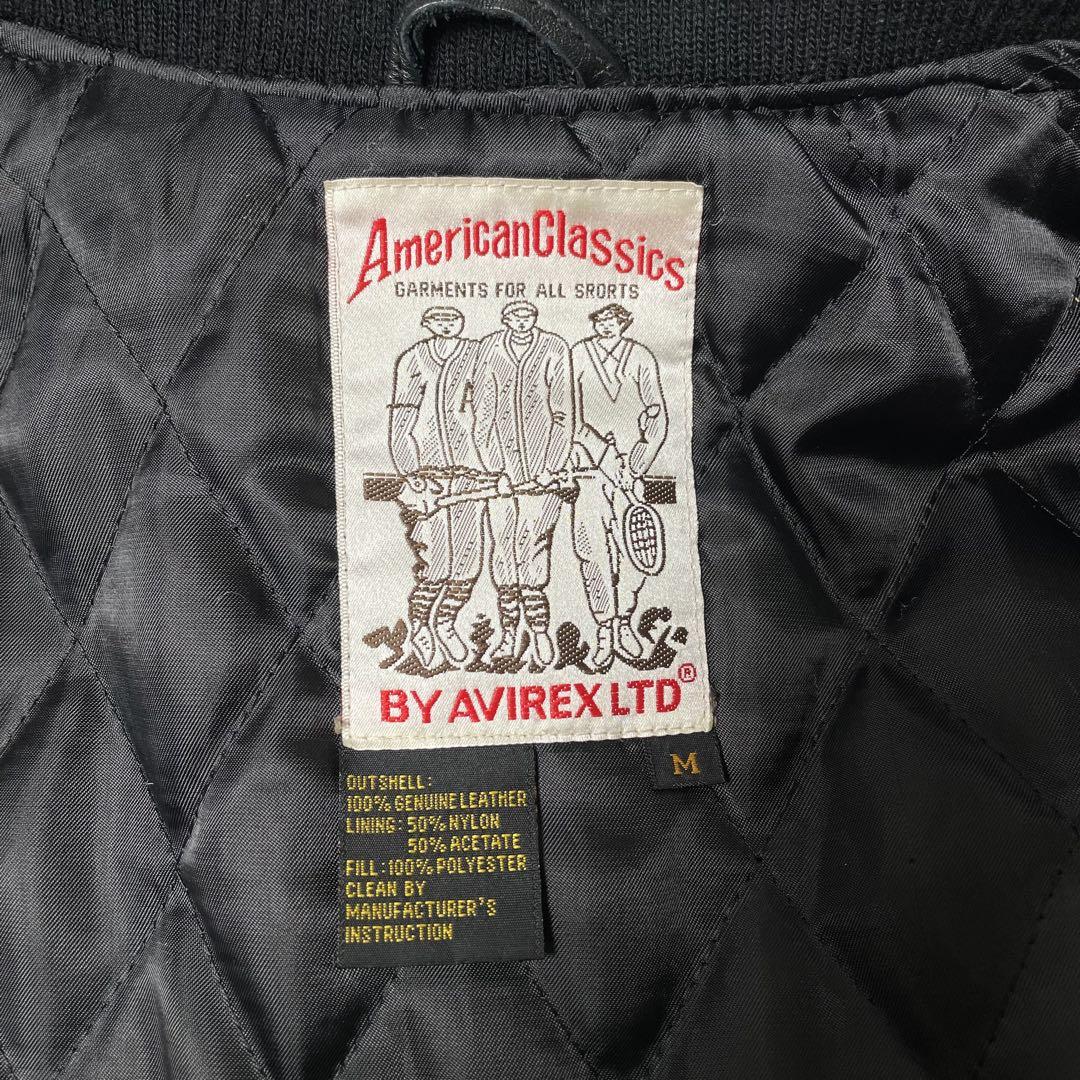 AmericanClassics
GARMENTS FOR ALL SRORTS
A
BY AVIREX LTD®
M
OUTSHELL:
100% GENUINE LEATHER
LINING: 50% NYLON
50% ACETATE
FILL: 100% POLYESTER
CLEAN BY
MANUFACTURER'S
INSTRUCTION